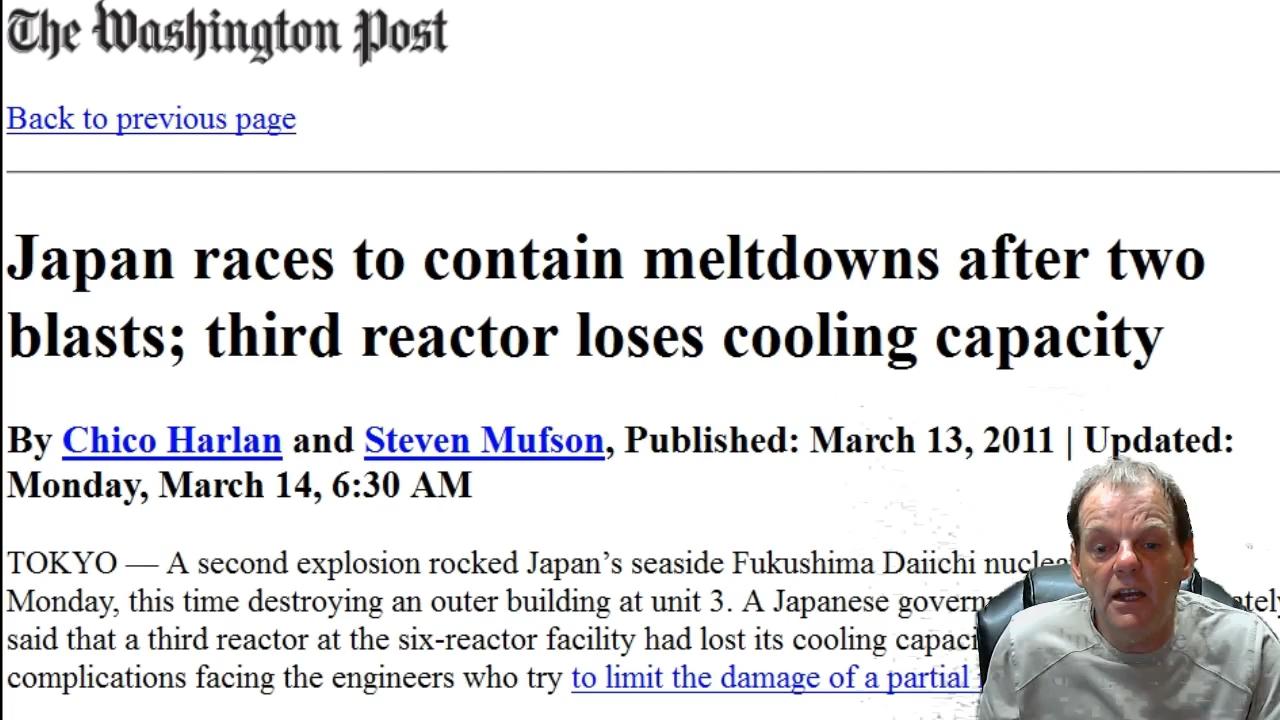 The Washington Post
Back to previous page
Japan races to contain meltdowns after two
blasts; third reactor loses cooling capacity
By Chico Harlan and Steven Mufson, Published: March 13, 2011 | Updated:
Monday, March 14, 6:30 AM
TOKYO — A second explosion rocked Japan’s seaside Fukushima Daiichi
Monday, this time destroying an outer building at unit 3. A Japanese
said that a third reactor at the six-reactor facility had lost its cooling
complications facing the engineers who try to limit the damage of a partial